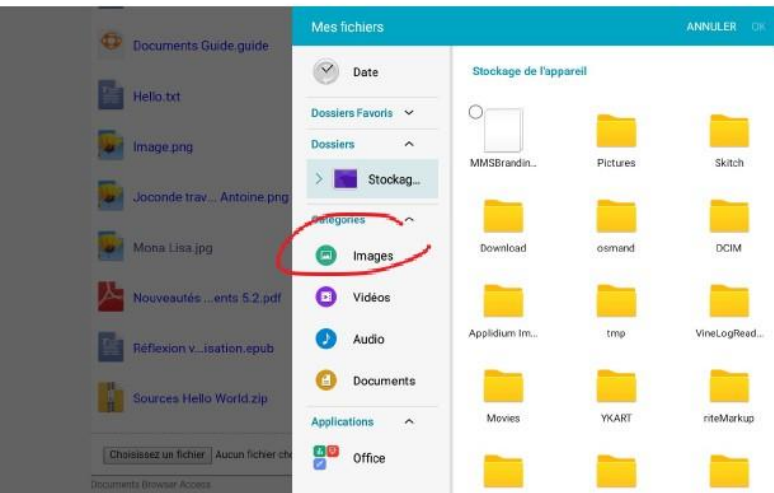 Documents Guide.guide
Hello.txt
Image.png
Joconde trav... Antoine.png
Mona Lisa.jpg
Nouveautés ...ents 5.2.pdf
Réflexion v...isation.epub
Sources Hello World.zip
Choisissez un fichier Aucun fichier ch
Documents Browser Access
Mes fichiers
ANNULER OK
Date
Dossiers Favoris
Dossiers
Stockag...
Catégories
Images
Vidéos
Audio
Documents
Applications
Office
Stockage de l'appareil
MMSBrandin... Pictures Skitch
Download osmand DCIM
Applidium Im... tmp VineLogRead...
Movies YKART riteMarkup